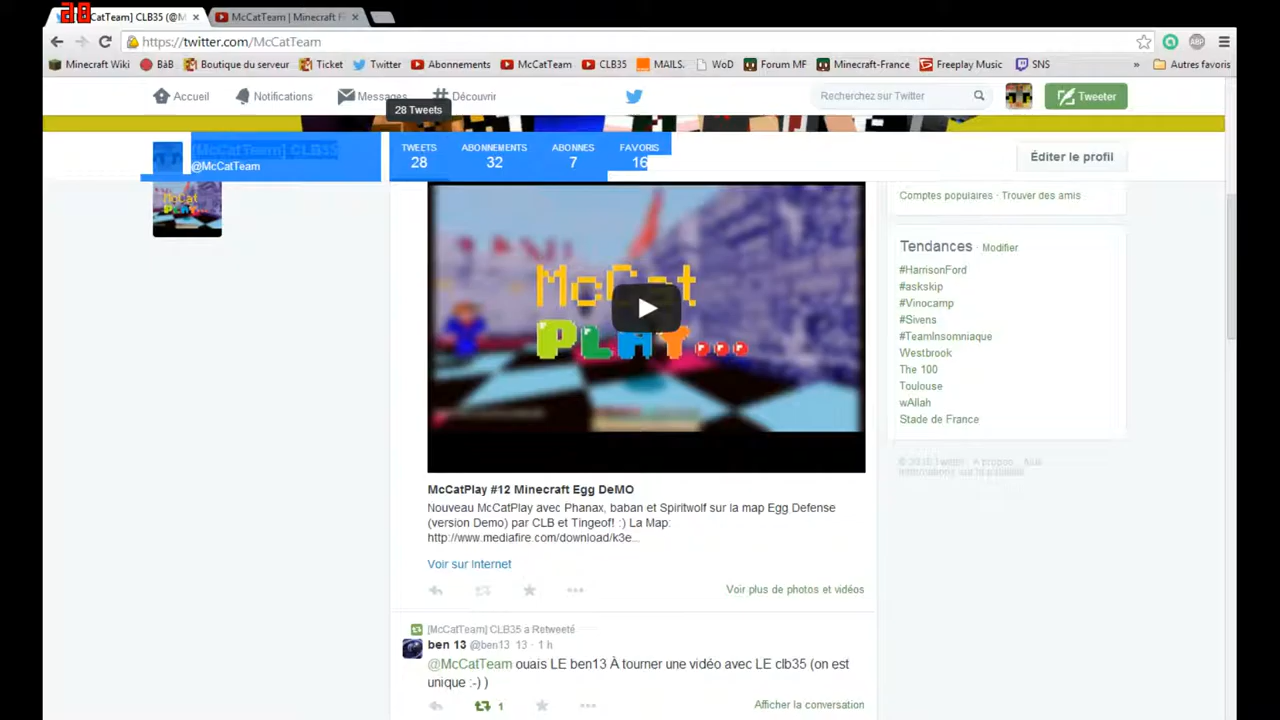 28
CatTeam] CLB35 (@M × McCatTeam | Minecraft F ×
https://twitter.com/McCatTeam
Minecraft Wiki BàB Boutique du serveur Ticket Twitter Abonnements McCatTeam CLB35 MAILS. WoD Forum MF Minecraft-France Freeplay Music SNS » Autres favoris
ABP
Accueil Notifications Messages Découvrir Recherchez sur Twitter Tweeter
28 Tweets
[McCatTeam] CLB35
@McCatTeam
TWEETS ABONNEMENTS ABONNÉS FAVORIS
28 32 7 16
Éditer le profil
McCat
PLAY...
Comptes populaires · Trouver des amis
Tendances · Modifier
#HarrisonFord
#askskip
#Vinocamp
#Sivens
#TeamInsomniaque
Westbrook
The 100
Toulouse
wAllah
Stade de France
McCatPlay #12 Minecraft Egg DeMO
Nouveau McCatPlay avec Phanax, baban et Spiritwolf sur la map Egg Defense
(version Demo) par CLB et Tingeof! :) La Map:
http://www.mediafire.com/download/k3e...
Voir sur Internet
Voir plus de photos et vidéos
[McCatTeam] CLB35 a Retweeté
ben 13 @ben13 13 · 1 h
@McCatTeam ouais LE ben13 À tourner une vidéo avec LE clb35 (on est
unique :-) )
1
Afficher la conversation